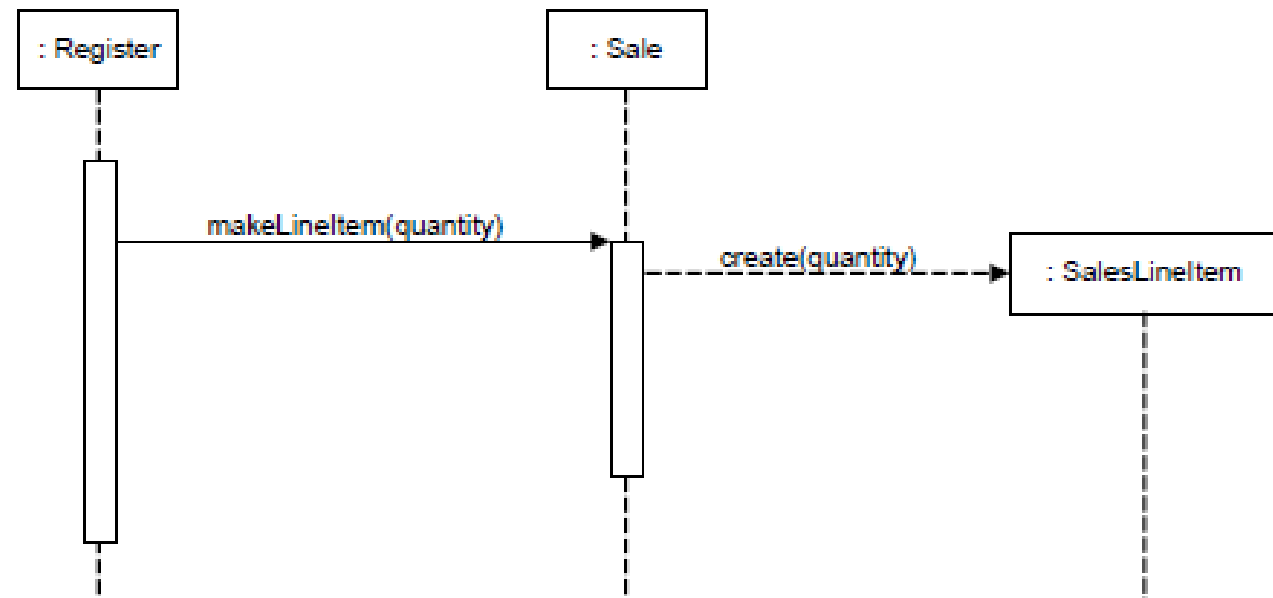 : Register
: Sale
makeLineItem(quantity)
create(quantity)
: SalesLineItem